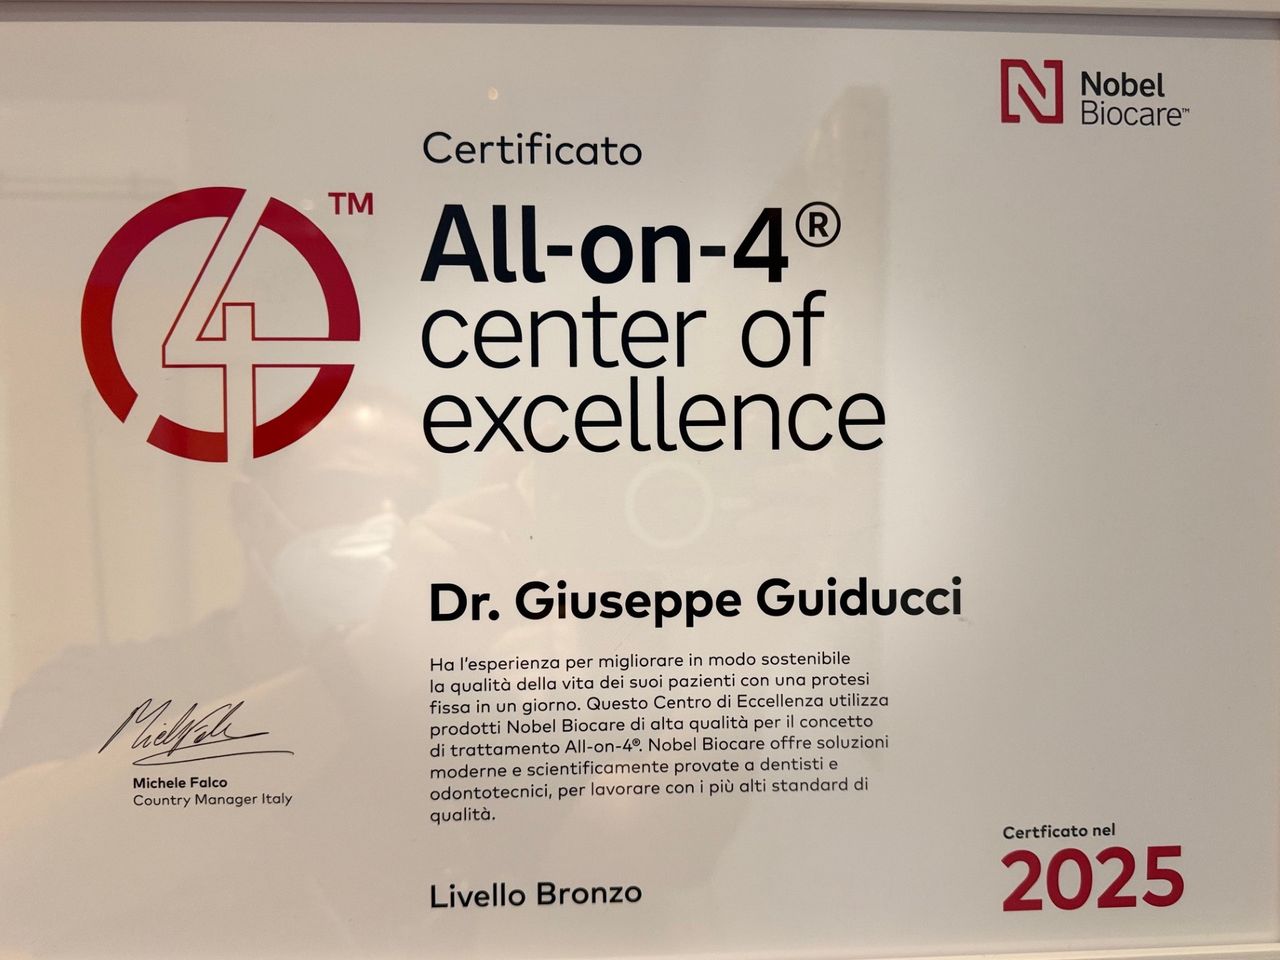 Nobel
Biocare™
Certificato
TM
All-on-4®
center of
excellence
Dr. Giuseppe Guiducci
Ha l'esperienza per migliorare in modo sostenibile
la qualità della vita dei suoi pazienti con una protesi
fissa in un giorno. Questo Centro di Eccellenza utilizza
prodotti Nobel Biocare di alta qualità per il concetto
di trattamento All-on-4®. Nobel Biocare offre soluzioni
moderne e scientificamente provate a dentisti e
odontotecnici, per lavorare con i più alti standard di
qualità.
Michele Falco
Country Manager Italy
Livello Bronzo
Certficato nel
2025